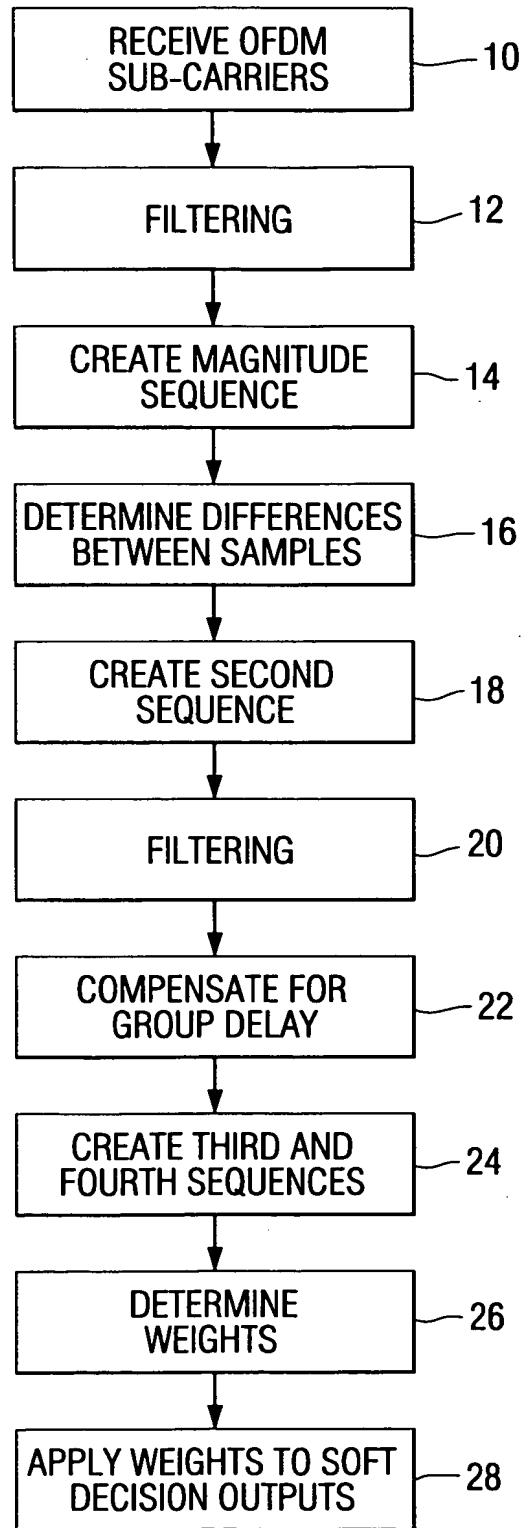 RECEIVE OFDM
SUB-CARRIERS
10
FILTERING
12
CREATE MAGNITUDE
SEQUENCE
14
DETERMINE DIFFERENCES
BETWEEN SAMPLES
16
CREATE SECOND
SEQUENCE
18
FILTERING
20
COMPENSATE FOR
GROUP DELAY
22
CREATE THIRD AND
FOURTH SEQUENCES
24
DETERMINE
WEIGHTS
26
APPLY WEIGHTS TO SOFT
DECISION OUTPUTS
28